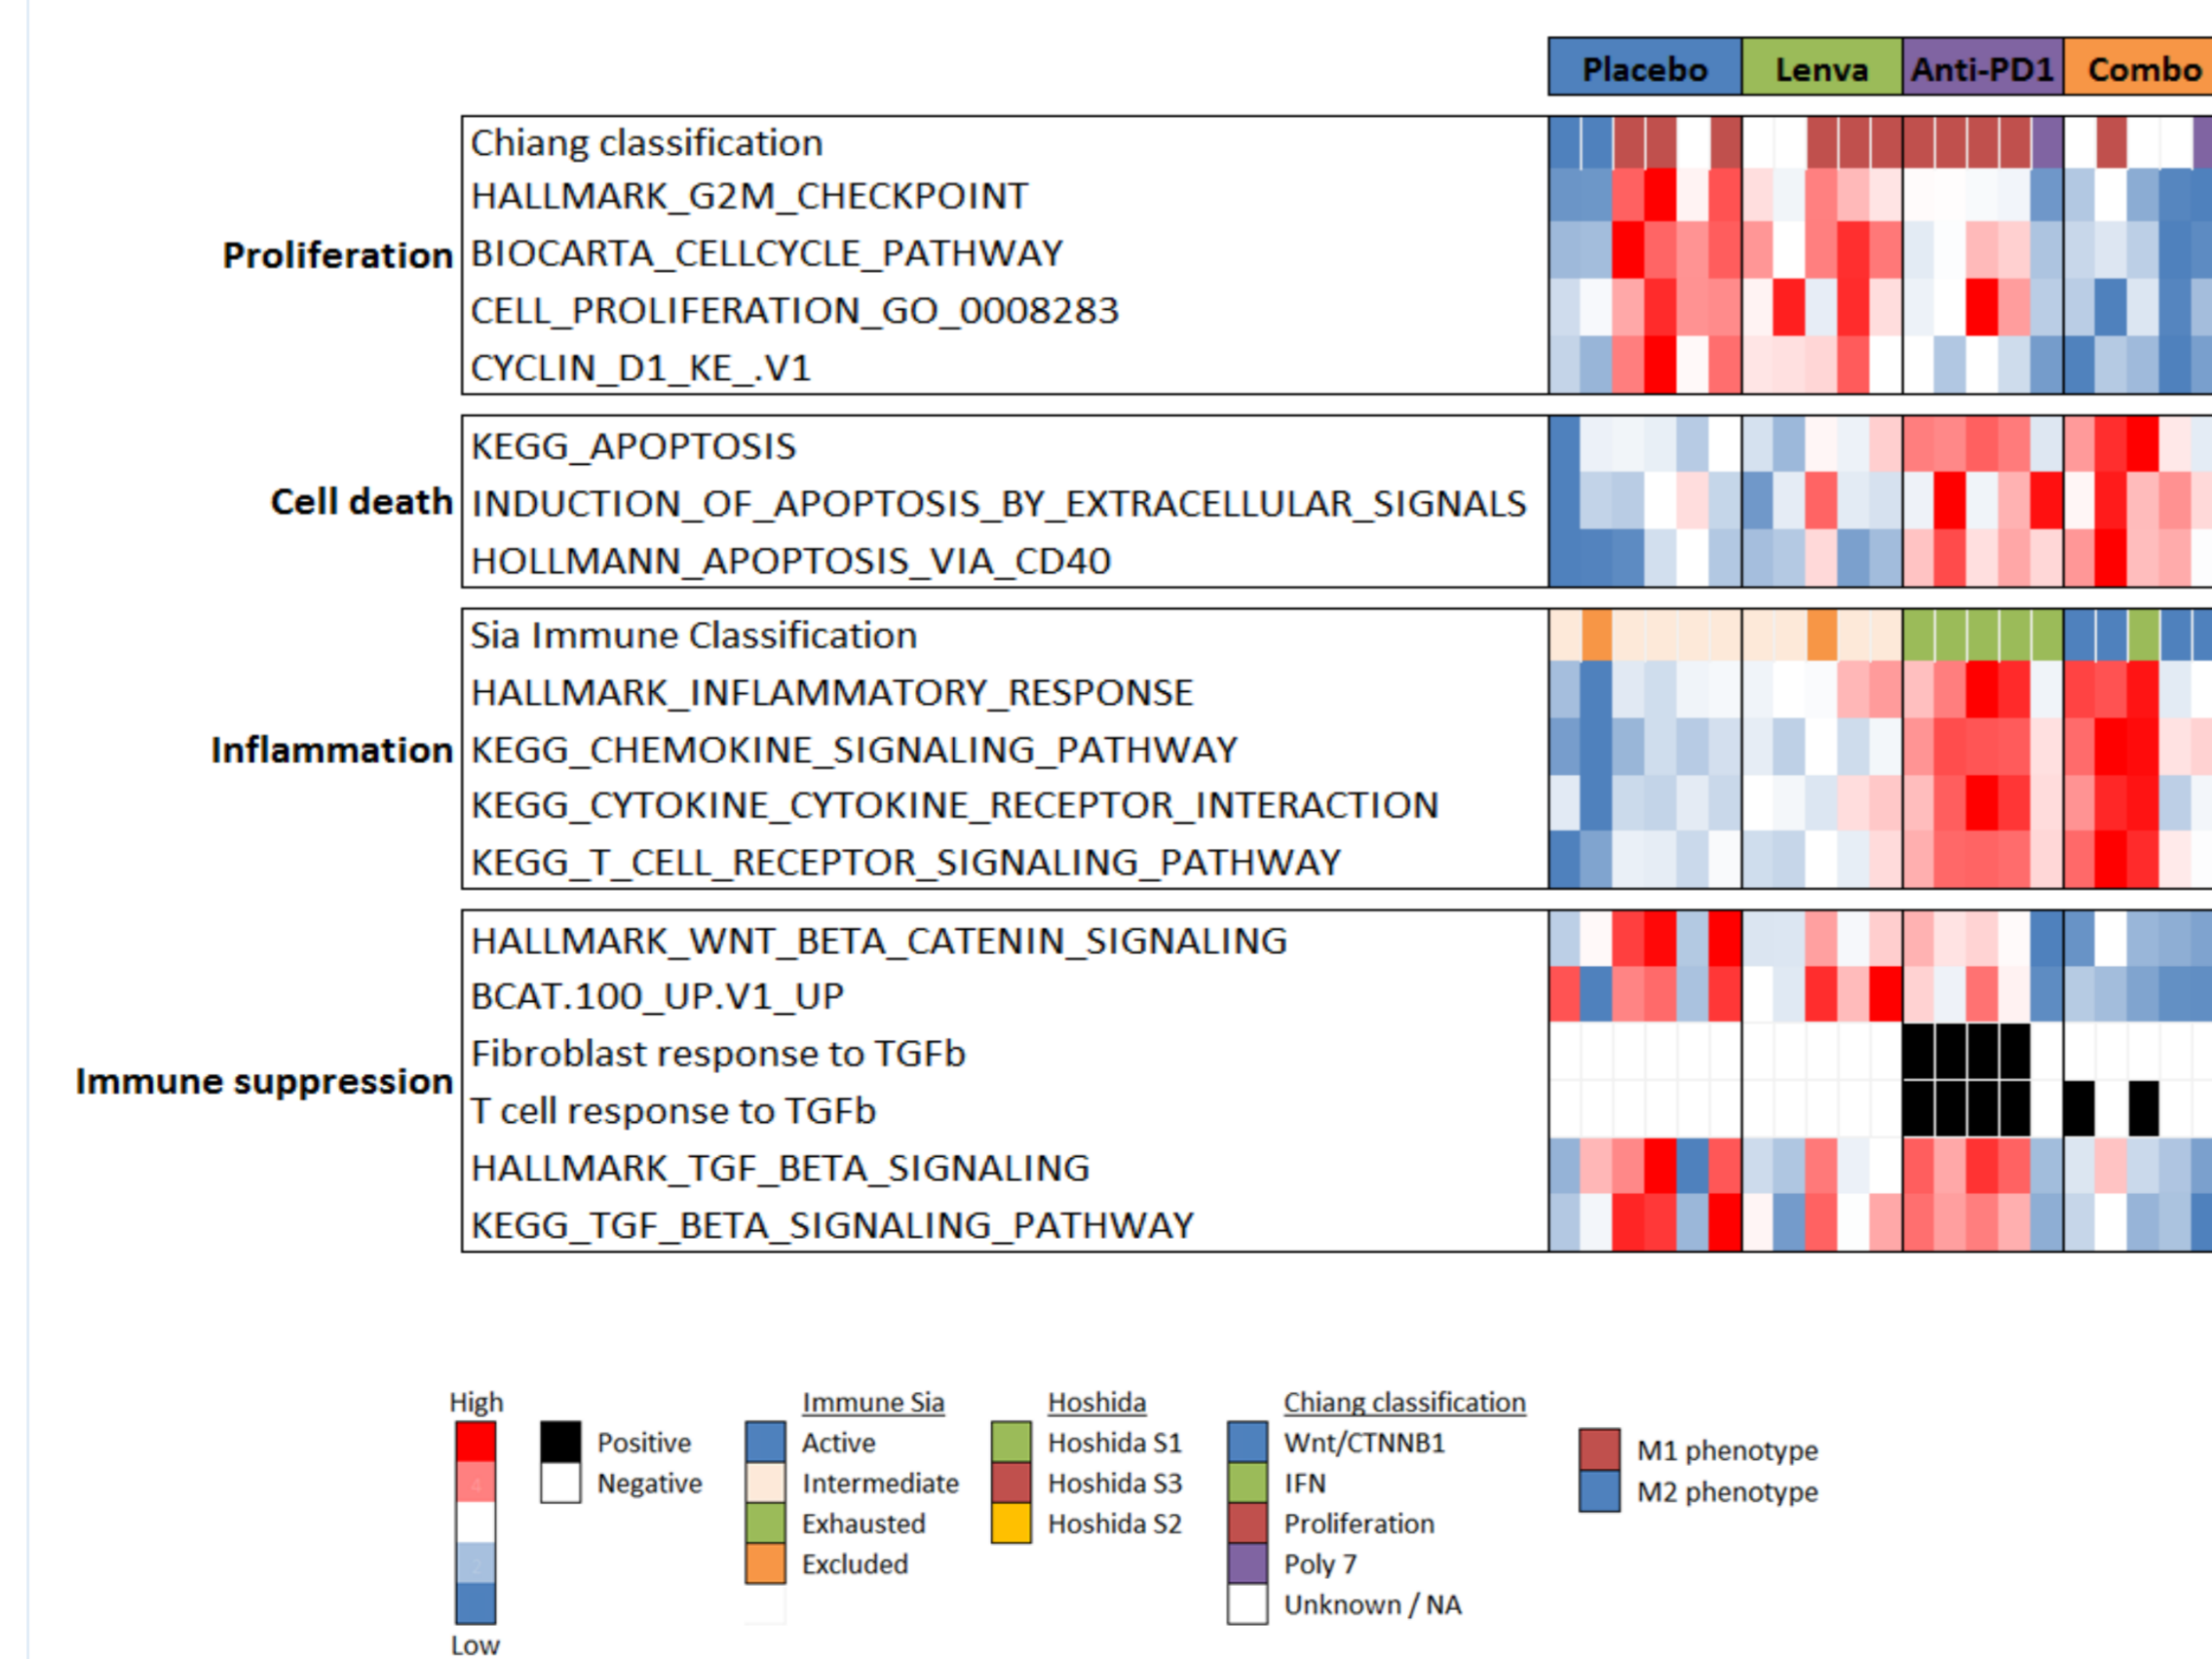 Placebo Lenva Anti-PD1 Combo
Proliferation
Chiang classification
HALLMARK_G2M_CHECKPOINT
BIOCARTA_CELLCYCLE_PATHWAY
CELL_PROLIFERATION_GO_0008283
CYCLIN_D1_KE_.V1
Cell death
KEGG_APOPTOSIS
INDUCTION_OF_APOPTOSIS_BY_EXTRACELLULAR_SIGNALS
HOLLMANN_APOPTOSIS_VIA_CD40
Inflammation
Sia Immune Classification
HALLMARK_INFLAMMATORY_RESPONSE
KEGG_CHEMOKINE_SIGNALING_PATHWAY
KEGG_CYTOKINE_CYTOKINE_RECEPTOR_INTERACTION
KEGG_T_CELL_RECEPTOR_SIGNALING_PATHWAY
Immune suppression
HALLMARK_WNT_BETA_CATENIN_SIGNALING
BCAT.100_UP.V1_UP
Fibroblast response to TGFb
T cell response to TGFb
HALLMARK_TGF_BETA_SIGNALING
KEGG_TGF_BETA_SIGNALING_PATHWAY
High
4
2
Low
Positive
Negative
Immune Sia
Active
Intermediate
Exhausted
Excluded
Hoshida
Hoshida S1
Hoshida S3
Hoshida S2
Chiang classification
Wnt/CTNNB1
IFN
Proliferation
Poly 7
Unknown / NA
M1 phenotype
M2 phenotype